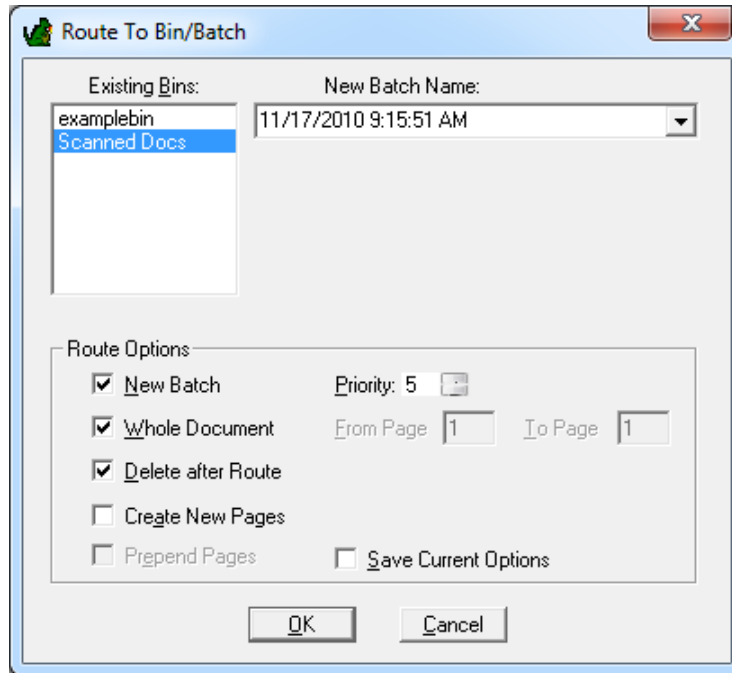 Route To Bin/Batch
Existing Bins:
New Batch Name:
examplebin
Scanned Docs
11/17/2010 9:15:51 AM
Route Options
New Batch
Priority: 5
Whole Document
From Page 1
To Page 1
Delete after Route
Create New Pages
Prepend Pages
Save Current Options
OK
Cancel